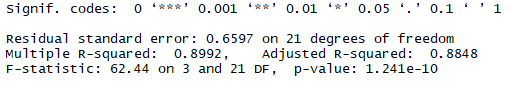 Signif. codes:  0 ‘***’ 0.001 ‘**’ 0.01 ‘*’ 0.05 ‘.’ 0.1 ‘ ’ 1
Residual standard error: 0.6597 on 21 degrees of freedom
Multiple R-squared:  0.8992,    Adjusted R-squared:  0.8848
F-statistic: 62.44 on 3 and 21 DF,  p-value: 1.241e-10